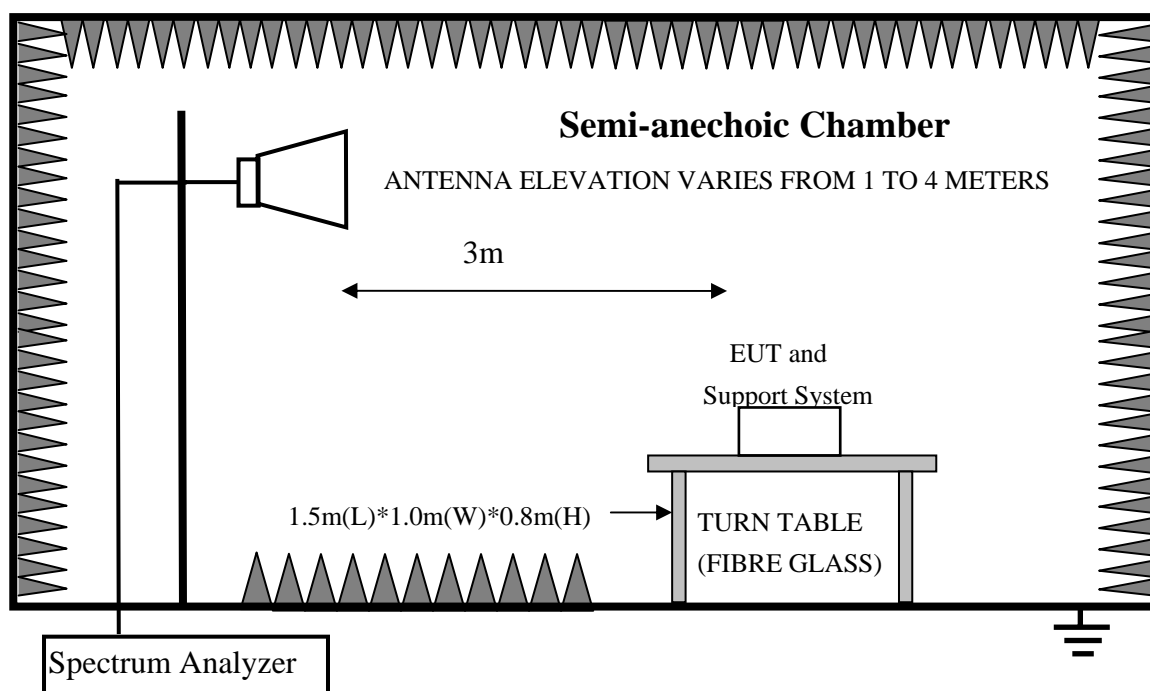 Semi-anechoic Chamber
ANTENNA ELEVATION VARIES FROM 1 TO 4 METERS
3m
EUT and
Support System
1.5m(L)*1.0m(W)*0.8m(H)
TURN TABLE
(FIBRE GLASS)
Spectrum Analyzer